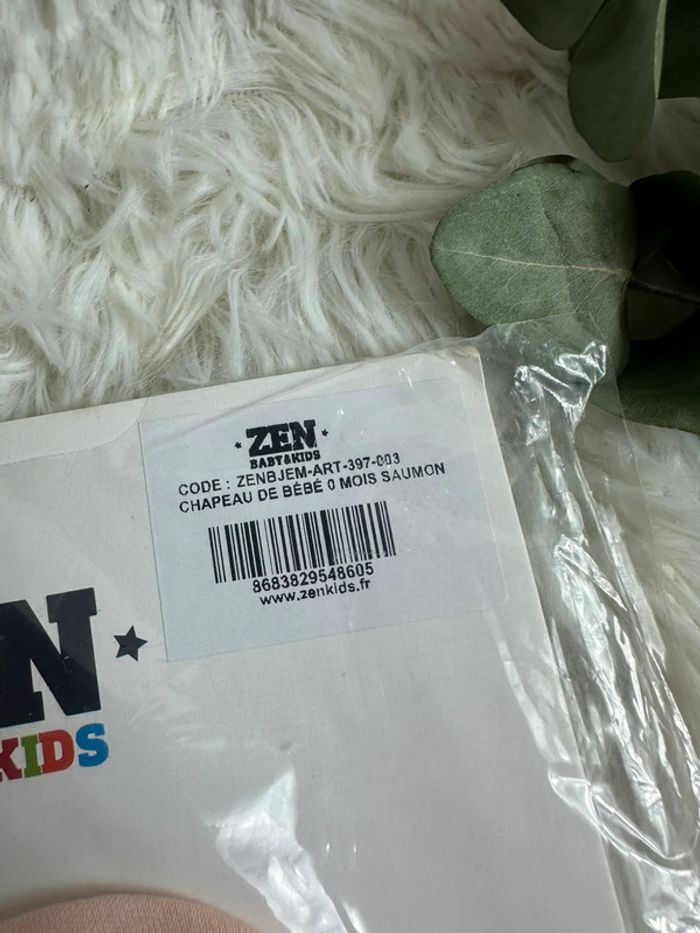 ZEN
BABY&KIDS
CODE : ZENBJEM-ART-397-003
CHAPEAU DE BÉBÉ 0 MOIS SAUMON
8683829548605
www.zenkids.fr
EN
KIDS